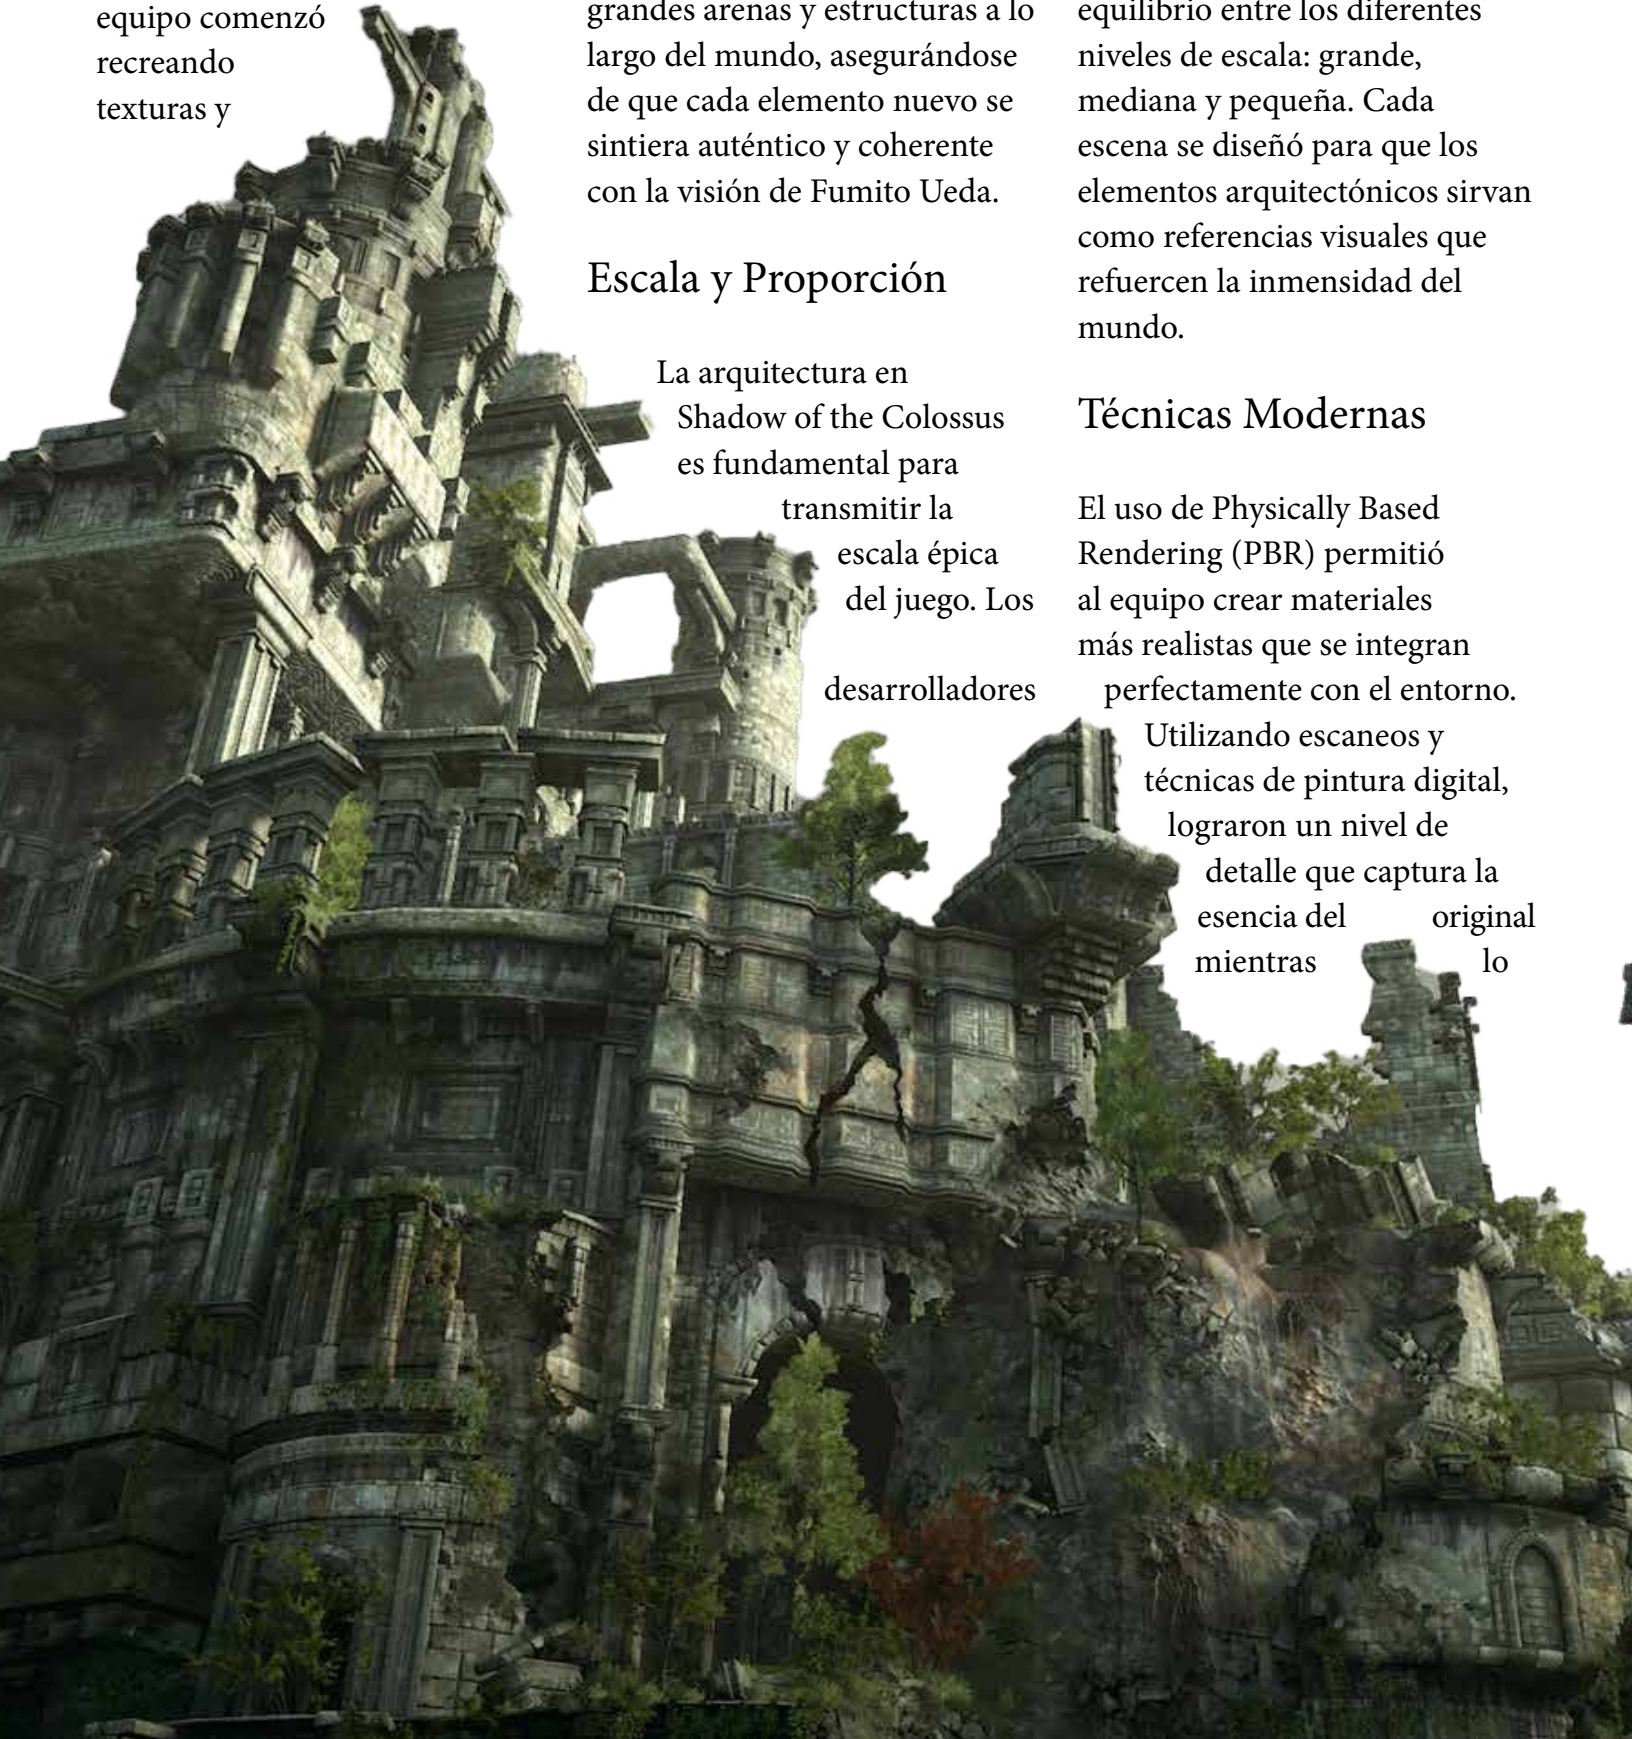 equipo comenzó
recreando
texturas y
grandes arenas y estructuras a lo
largo del mundo, asegurándose
de que cada elemento nuevo se
sintiera auténtico y coherente
con la visión de Fumito Ueda.
Escala y Proporción
La arquitectura en
Shadow of the Colossus
es fundamental para
transmitir la
escala épica
del juego. Los
desarrolladores
equilibrio entre los diferentes
niveles de escala: grande,
mediana y pequeña. Cada
escena se diseñó para que los
elementos arquitectónicos sirvan
como referencias visuales que
refuercen la inmensidad del
mundo.
Técnicas Modernas
El uso de Physically Based
Rendering (PBR) permitió
al equipo crear materiales
más realistas que se integran
perfectamente con el entorno.
Utilizando escaneos y
técnicas de pintura digital,
lograron un nivel de
detalle que captura la
esencia del original
mientras lo